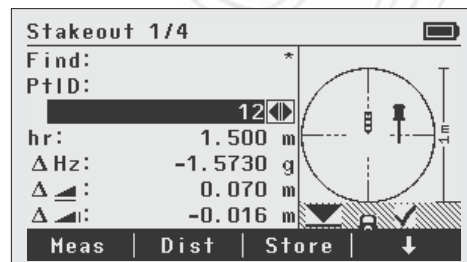 Stakeout 1/4
Find: *
PtID:
12
hr: 1.500 m
ΔHz: -1.5730 g
Δ : 0.070 m
Δ : -0.016 m
1m
Meas | Dist | Store | ↓